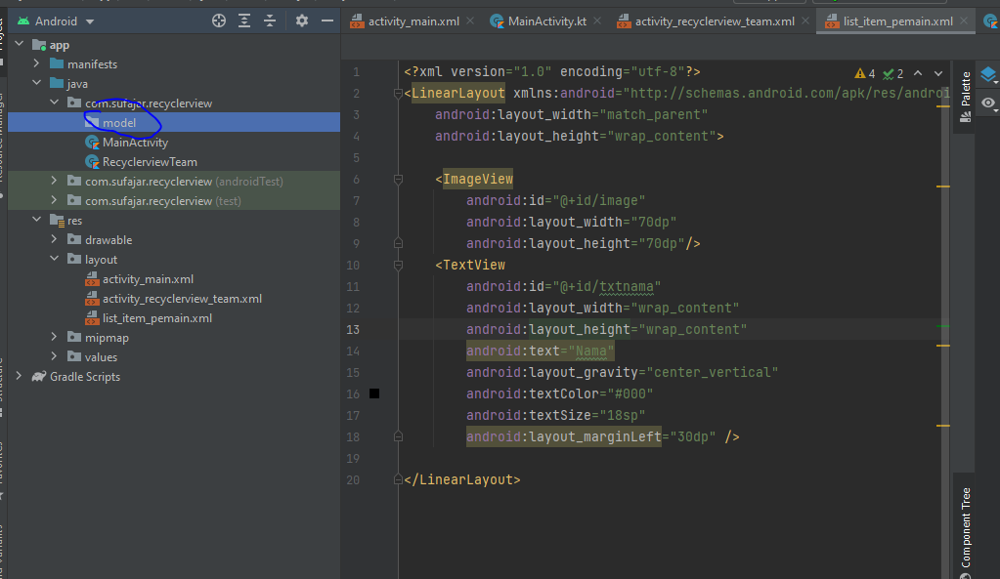 Android
activity_main.xml
MainActivity.kt
activity_recyclerview_team.xml
list_item_pemain.xml
app
manifests
java
com.sufajar.recyclerview
model
MainActivity
RecyclerviewTeam
com.sufajar.recyclerview (androidTest)
com.sufajar.recyclerview (test)
res
drawable
layout
activity_main.xml
activity_recyclerview_team.xml
list_item_pemain.xml
mipmap
values
Gradle Scripts
4 2
1 <?xml version="1.0" encoding="utf-8"?>
2 <LinearLayout xmlns:android="http://schemas.android.com/apk/res/androi
3 android:layout_width="match_parent"
4 android:layout_height="wrap_content">
5
6 <ImageView
7 android:id="@+id/image"
8 android:layout_width="70dp"
9 android:layout_height="70dp"/>
10 <TextView
11 android:id="@+id/txtnama"
12 android:layout_width="wrap_content"
13 android:layout_height="wrap_content"
14 android:text="Nama"
15 android:layout_gravity="center_vertical"
16 android:textColor="#000"
17 android:textSize="18sp"
18 android:layout_marginLeft="30dp" />
19
20 </LinearLayout>
Palette
Component Tree